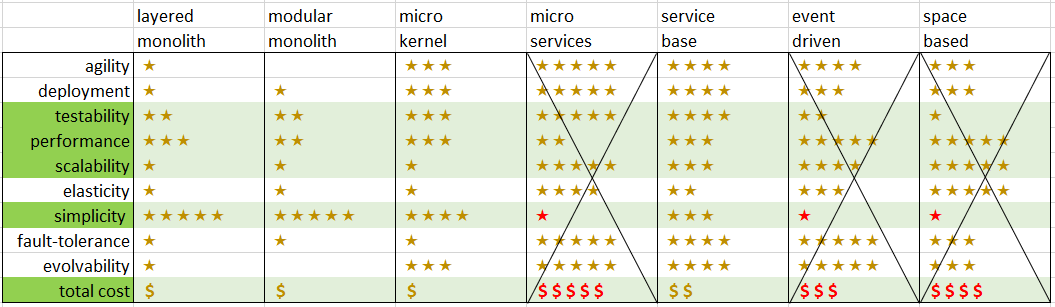 layered modular micro micro service event space
monolith monolith kernel services base driven based
agility ★ ★★★ ★★★★★ ★★★★ ★★★★ ★★★
deployment ★ ★ ★★★ ★★★★★ ★★★★ ★★★ ★★★
testability ★★ ★★ ★★★ ★★★★★ ★★★★ ★★ ★
performance ★★★ ★★ ★★★ ★★ ★★★ ★★★★★ ★★★★★
scalability ★ ★ ★ ★★★★★ ★★★ ★★★★ ★★★★★
elasticity ★ ★ ★ ★★★★ ★★ ★★★ ★★★★★
simplicity ★★★★★ ★★★★★ ★★★★ ★ ★★★ ★ ★
fault-tolerance ★ ★ ★ ★★★★★ ★★★★ ★★★★★ ★★★
evolvability ★ ★★★ ★★★★★ ★★★★ ★★★★★ ★★★
total cost $ $ $ $$$$$ $$ $$$ $$$$